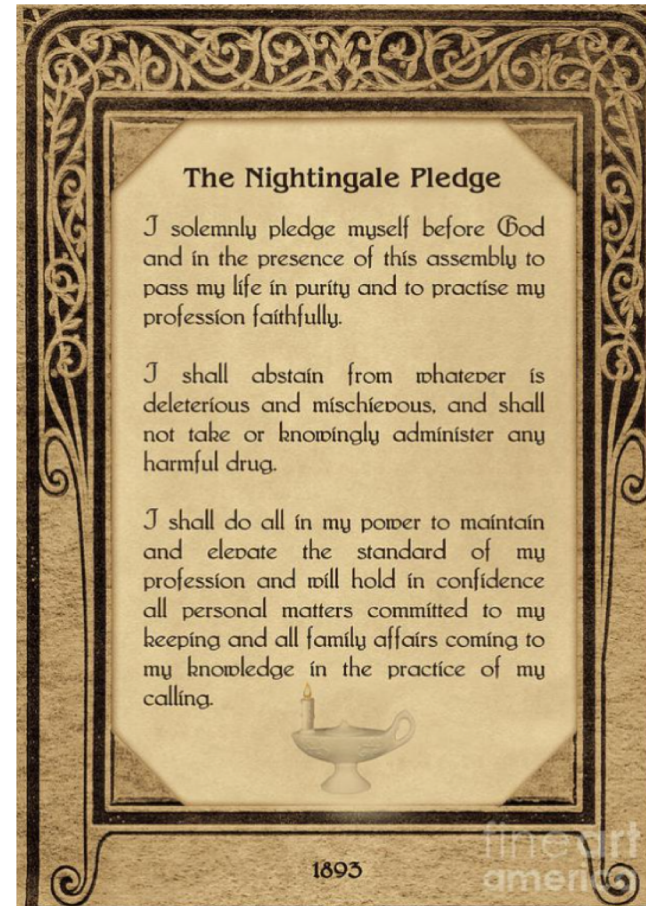 The Nightingale Pledge
I solemnly pledge myself before God
and in the presence of this assembly to
pass my life in purity and to practise my
profession faithfully.
I shall abstain from whatever is
deleterious and mischievous, and shall
not take or knowingly administer any
harmful drug.
I shall do all in my power to maintain
and elevate the standard of my
profession and will hold in confidence
all personal matters committed to my
keeping and all family affairs coming to
my knowledge in the practice of my
calling.
fine art
america
1893